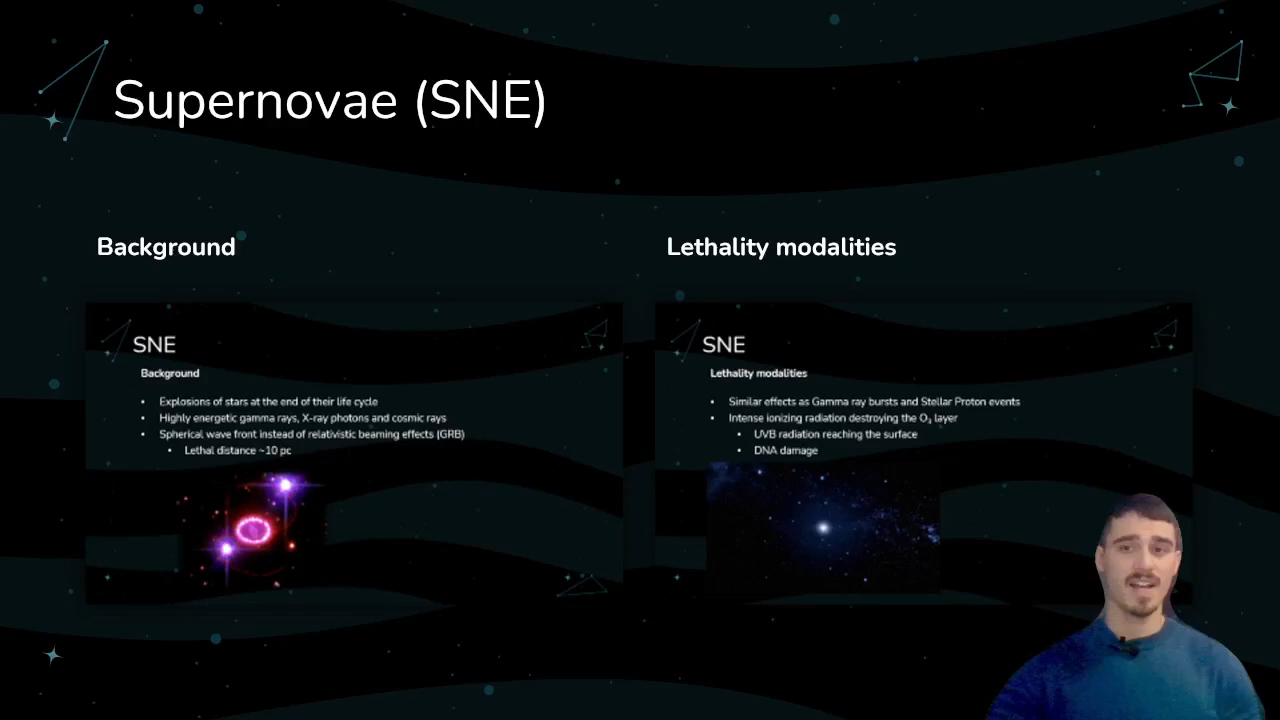 Supernovae (SNE)
Background
SNE
Background
• Explosions of stars at the end of their life cycle
• Highly energetic gamma rays, X-ray photons and cosmic rays
• Spherical wave front instead of relativistic beaming effects (GRB)
• Lethal distance ~10 pc
Lethality modalities
SNE
Lethality modalities
• Similar effects as Gamma ray bursts and Stellar Proton events
• Intense ionizing radiation destroying the O₃ layer
• UVB radiation reaching the surface
• DNA damage